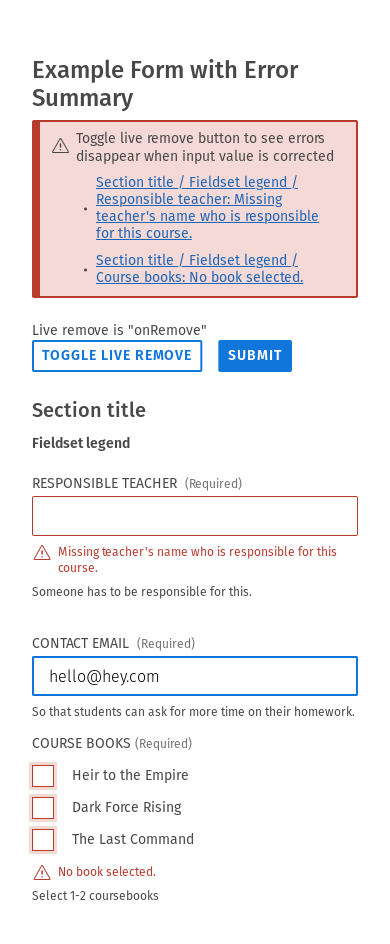 Example Form with Error
Summary
Toggle live remove button to see errors
disappear when input value is corrected
Section title / Fieldset legend /
Responsible teacher: Missing
teacher's name who is responsible
for this course.
Section title / Fieldset legend /
Course books: No book selected.
Live remove is "onRemove"
TOGGLE LIVE REMOVE
SUBMIT
Section title
Fieldset legend
RESPONSIBLE TEACHER (Required)
Missing teacher's name who is responsible for this
course.
Someone has to be responsible for this.
CONTACT EMAIL (Required)
hello@hey.com
So that students can ask for more time on their homework.
COURSE BOOKS (Required)
Heir to the Empire
Dark Force Rising
The Last Command
No book selected.
Select 1-2 coursebooks